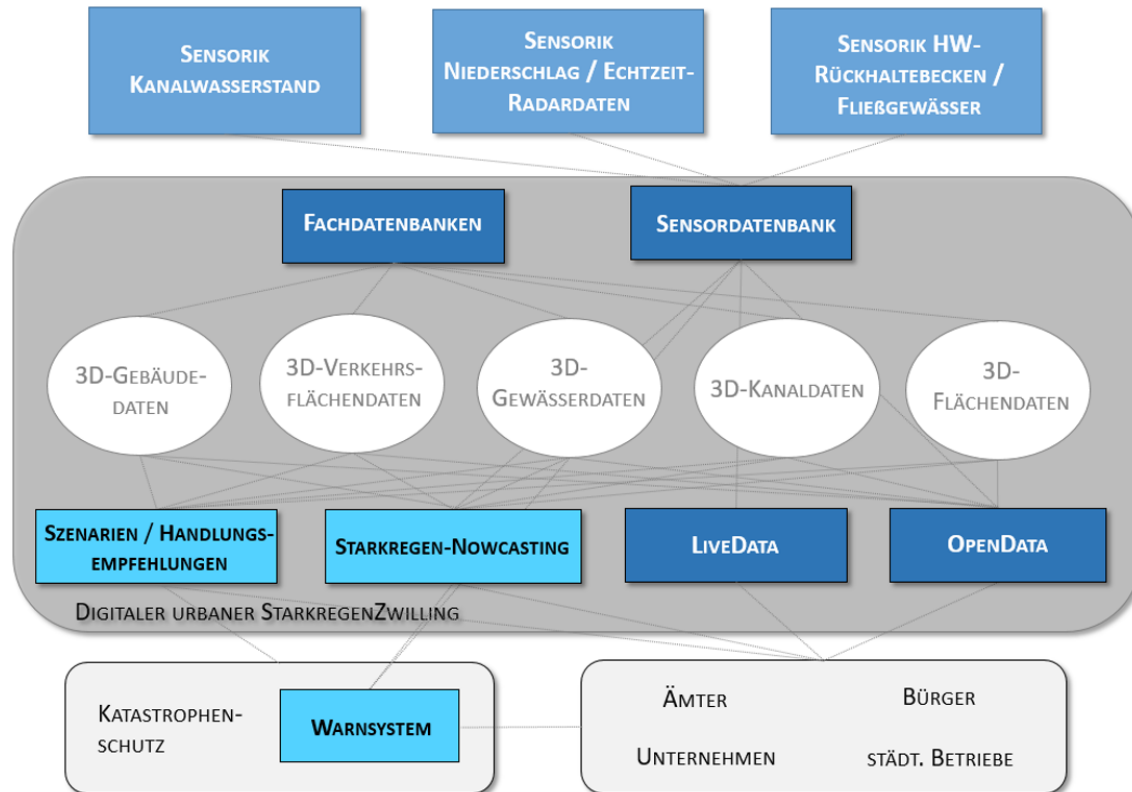 Sensorik
Kanalwasserstand
Sensorik
Niederschlag / Echtzeit-
Radardaten
Sensorik HW-
Rückhaltebecken /
Fließgewässer
Fachdatenbanken
Sensordatenbank
3D-Gebäude-
daten
3D-Verkehrs-
flächendaten
3D-
Gewässerdaten
3D-Kanaldaten
3D-
Flächendaten
Szenarien / Handlungs-
empfehlungen
Starkregen-Nowcasting
LiveData
OpenData
Digitaler urbaner StarkregenZwilling
Katastrophen-
schutz
Warnsystem
Ämter
Bürger
Unternehmen
städt. Betriebe